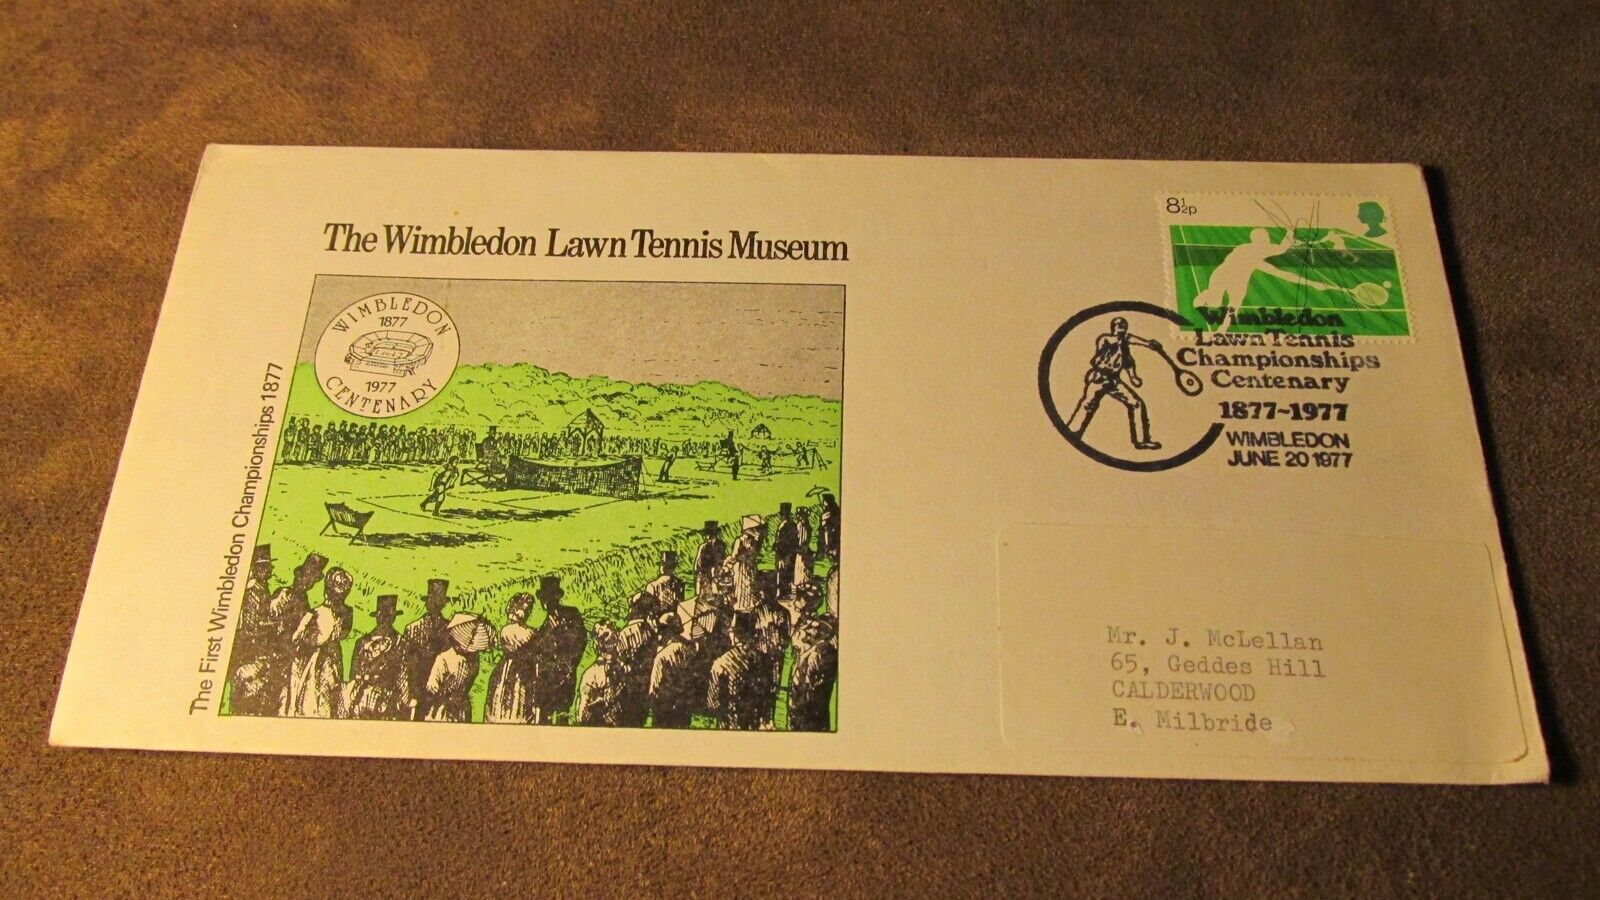 The Wimbledon Lawn Tennis Museum
WIMBLEDON
1877
1977
CENTENARY
The First Wimbledon Championships 1877
8½p
Wimbledon
Lawn Tennis
Championships
Centenary
1877-1977
WIMBLEDON
JUNE 20 1977
Mr. J. McLellan
65, Geddes Hill
CALDERWOOD
E. Milbride